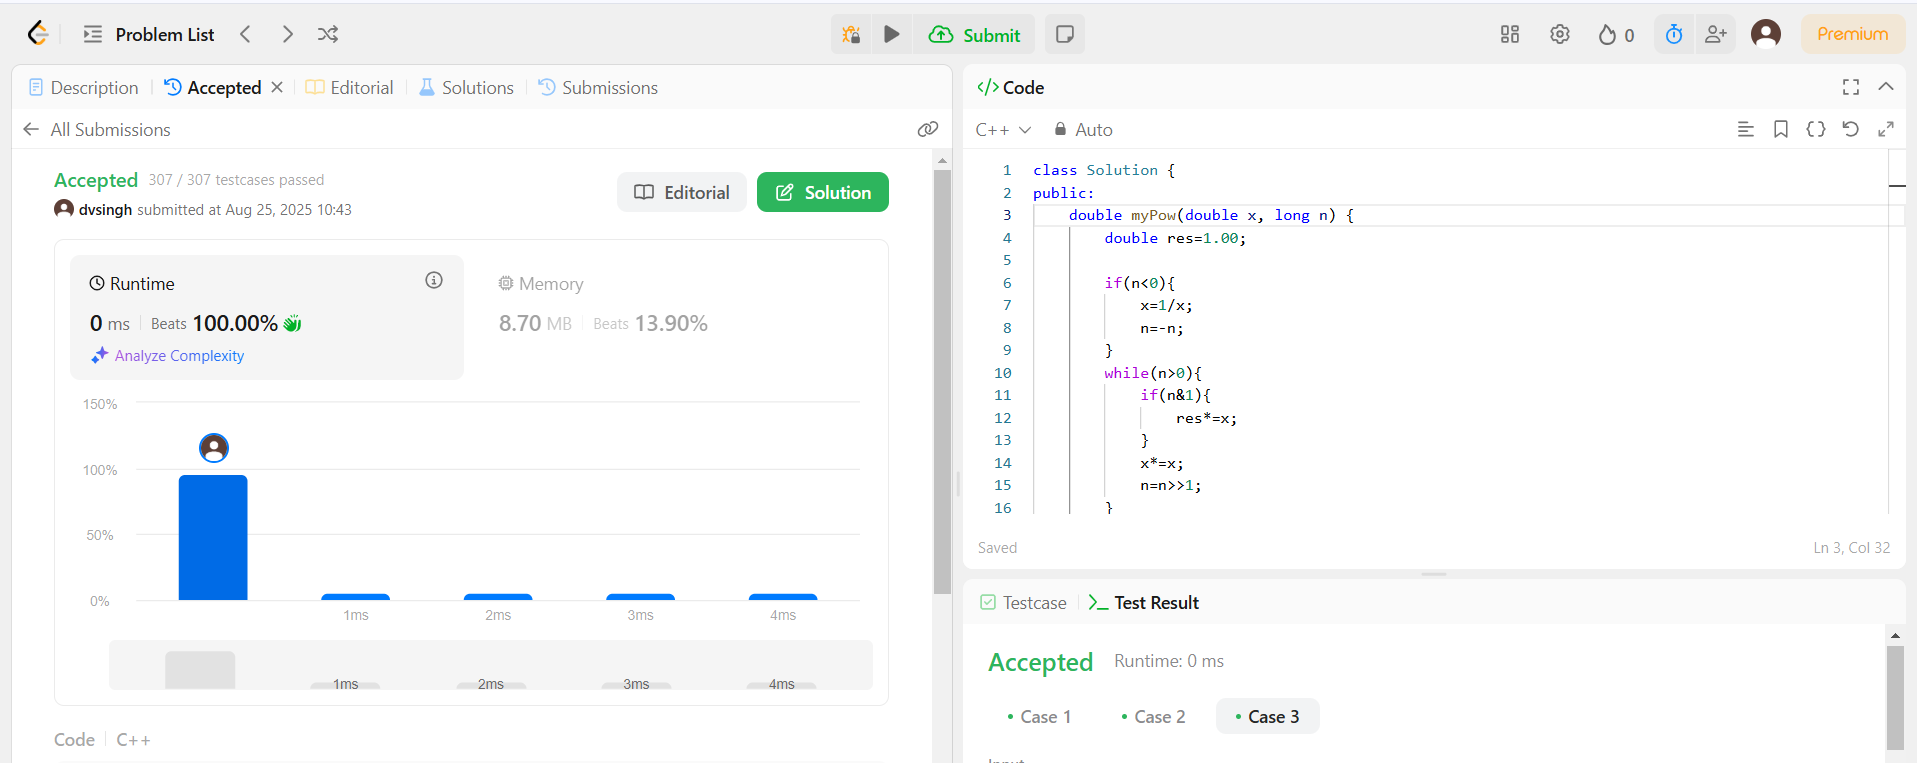 Problem List
Submit
0
Premium
Description
Accepted
Editorial
Solutions
Submissions
All Submissions
Accepted 307 / 307 testcases passed
dvsingh submitted at Aug 25, 2025 10:43
Editorial
Solution
Runtime
0 ms Beats 100.00%
Analyze Complexity
Memory
8.70 MB Beats 13.90%
150%
100%
50%
0%
1ms 2ms 3ms 4ms
1ms 2ms 3ms 4ms
Code C++
</> Code
C++ Auto
1 class Solution {
2 public:
3 double myPow(double x, long n) {
4 double res=1.00;
5
6 if(n<0){
7 x=1/x;
8 n=-n;
9 }
10 while(n>0){
11 if(n&1){
12 res*=x;
13 }
14 x*=x;
15 n=n>>1;
16 }
Saved
Ln 3, Col 32
Testcase
Test Result
Accepted Runtime: 0 ms
• Case 1 • Case 2 • Case 3